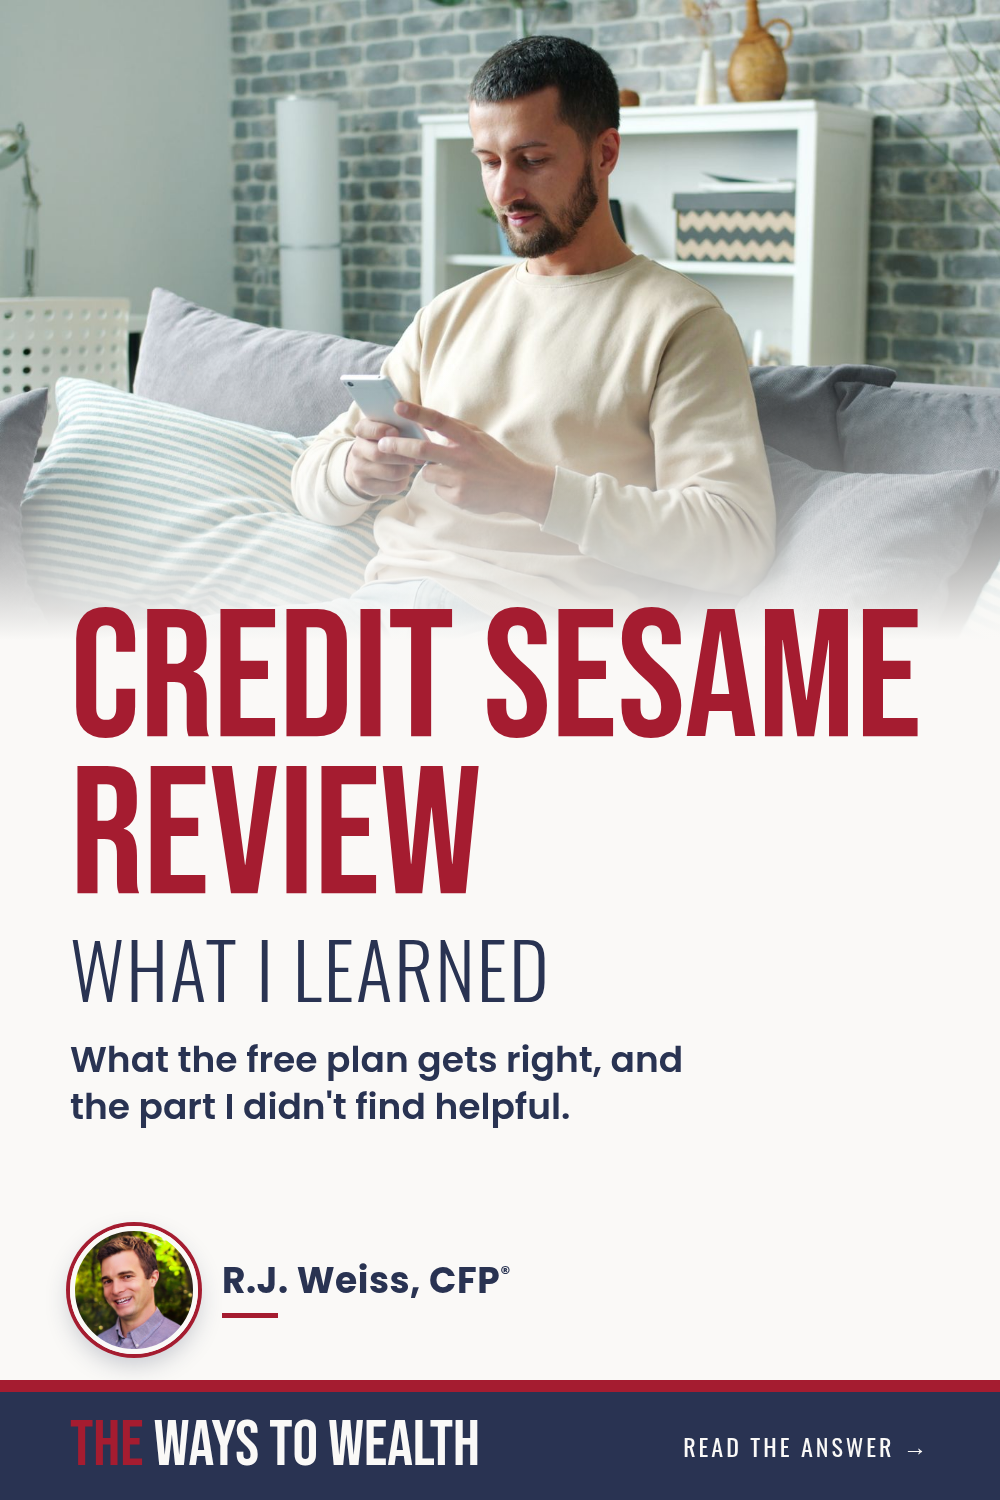 CREDIT SESAME
REVIEW
WHAT I LEARNED
What the free plan gets right, and
the part I didn't find helpful.
R.J. Weiss, CFP®
THE WAYS TO WEALTH
READ THE ANSWER →